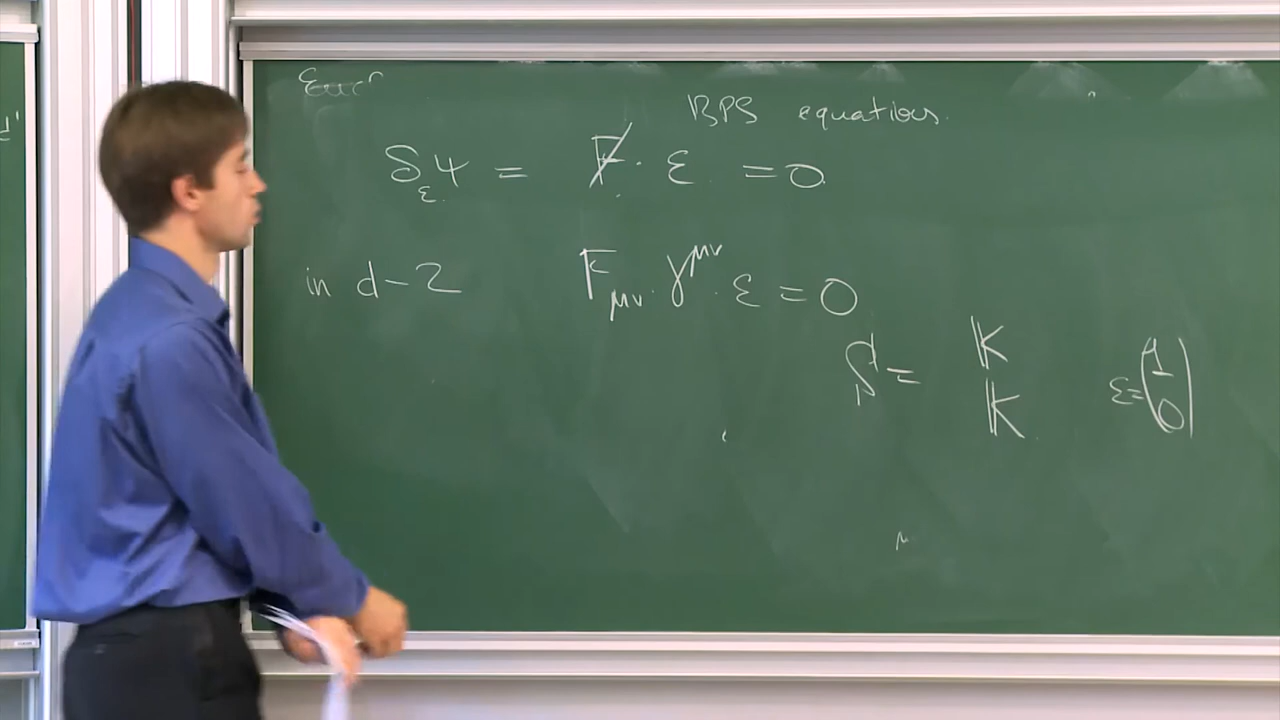 BPS equations.
δ_ε ψ = F̸ · ε = 0
in d-2 F_μν · γ^μν · ε = 0
= 𝕂
𝕂
ε = (1
0)